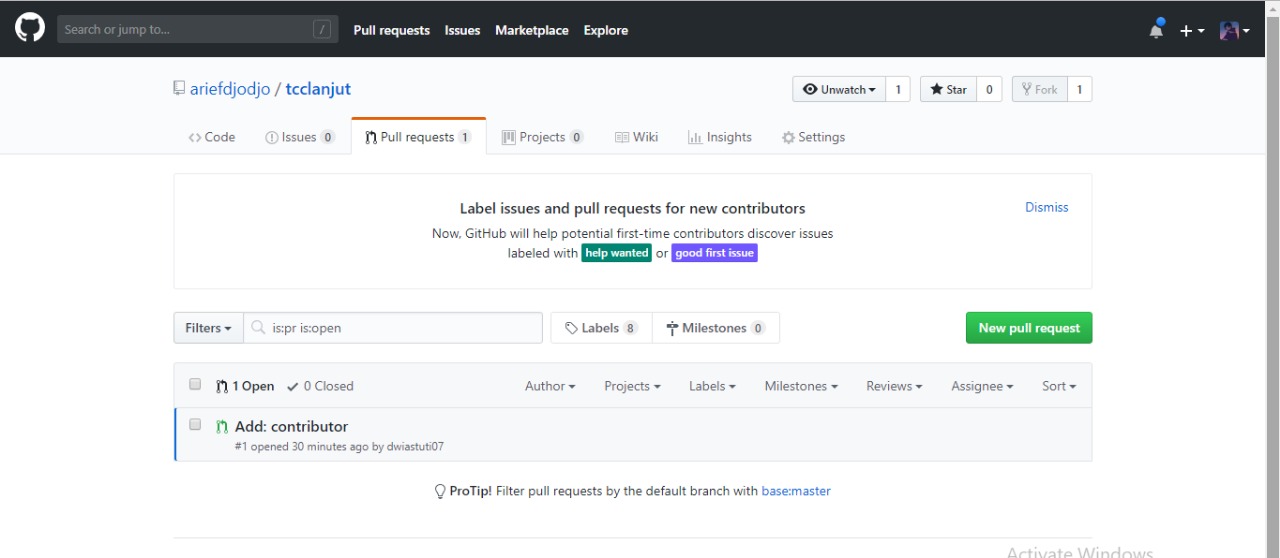 Search or jump to... /
Pull requests Issues Marketplace Explore
ariefdjodjo / tcclanjut
Unwatch 1 Star 0 Fork 1
Code Issues 0 Pull requests 1 Projects 0 Wiki Insights Settings
Label issues and pull requests for new contributors
Dismiss
Now, GitHub will help potential first-time contributors discover issues
labeled with help wanted or good first issue
Filters is:pr is:open Labels 8 Milestones 0 New pull request
1 Open 0 Closed Author Projects Labels Milestones Reviews Assignee Sort
Add: contributor
#1 opened 30 minutes ago by dwiastuti07
ProTip! Filter pull requests by the default branch with base:master
Activate Windows